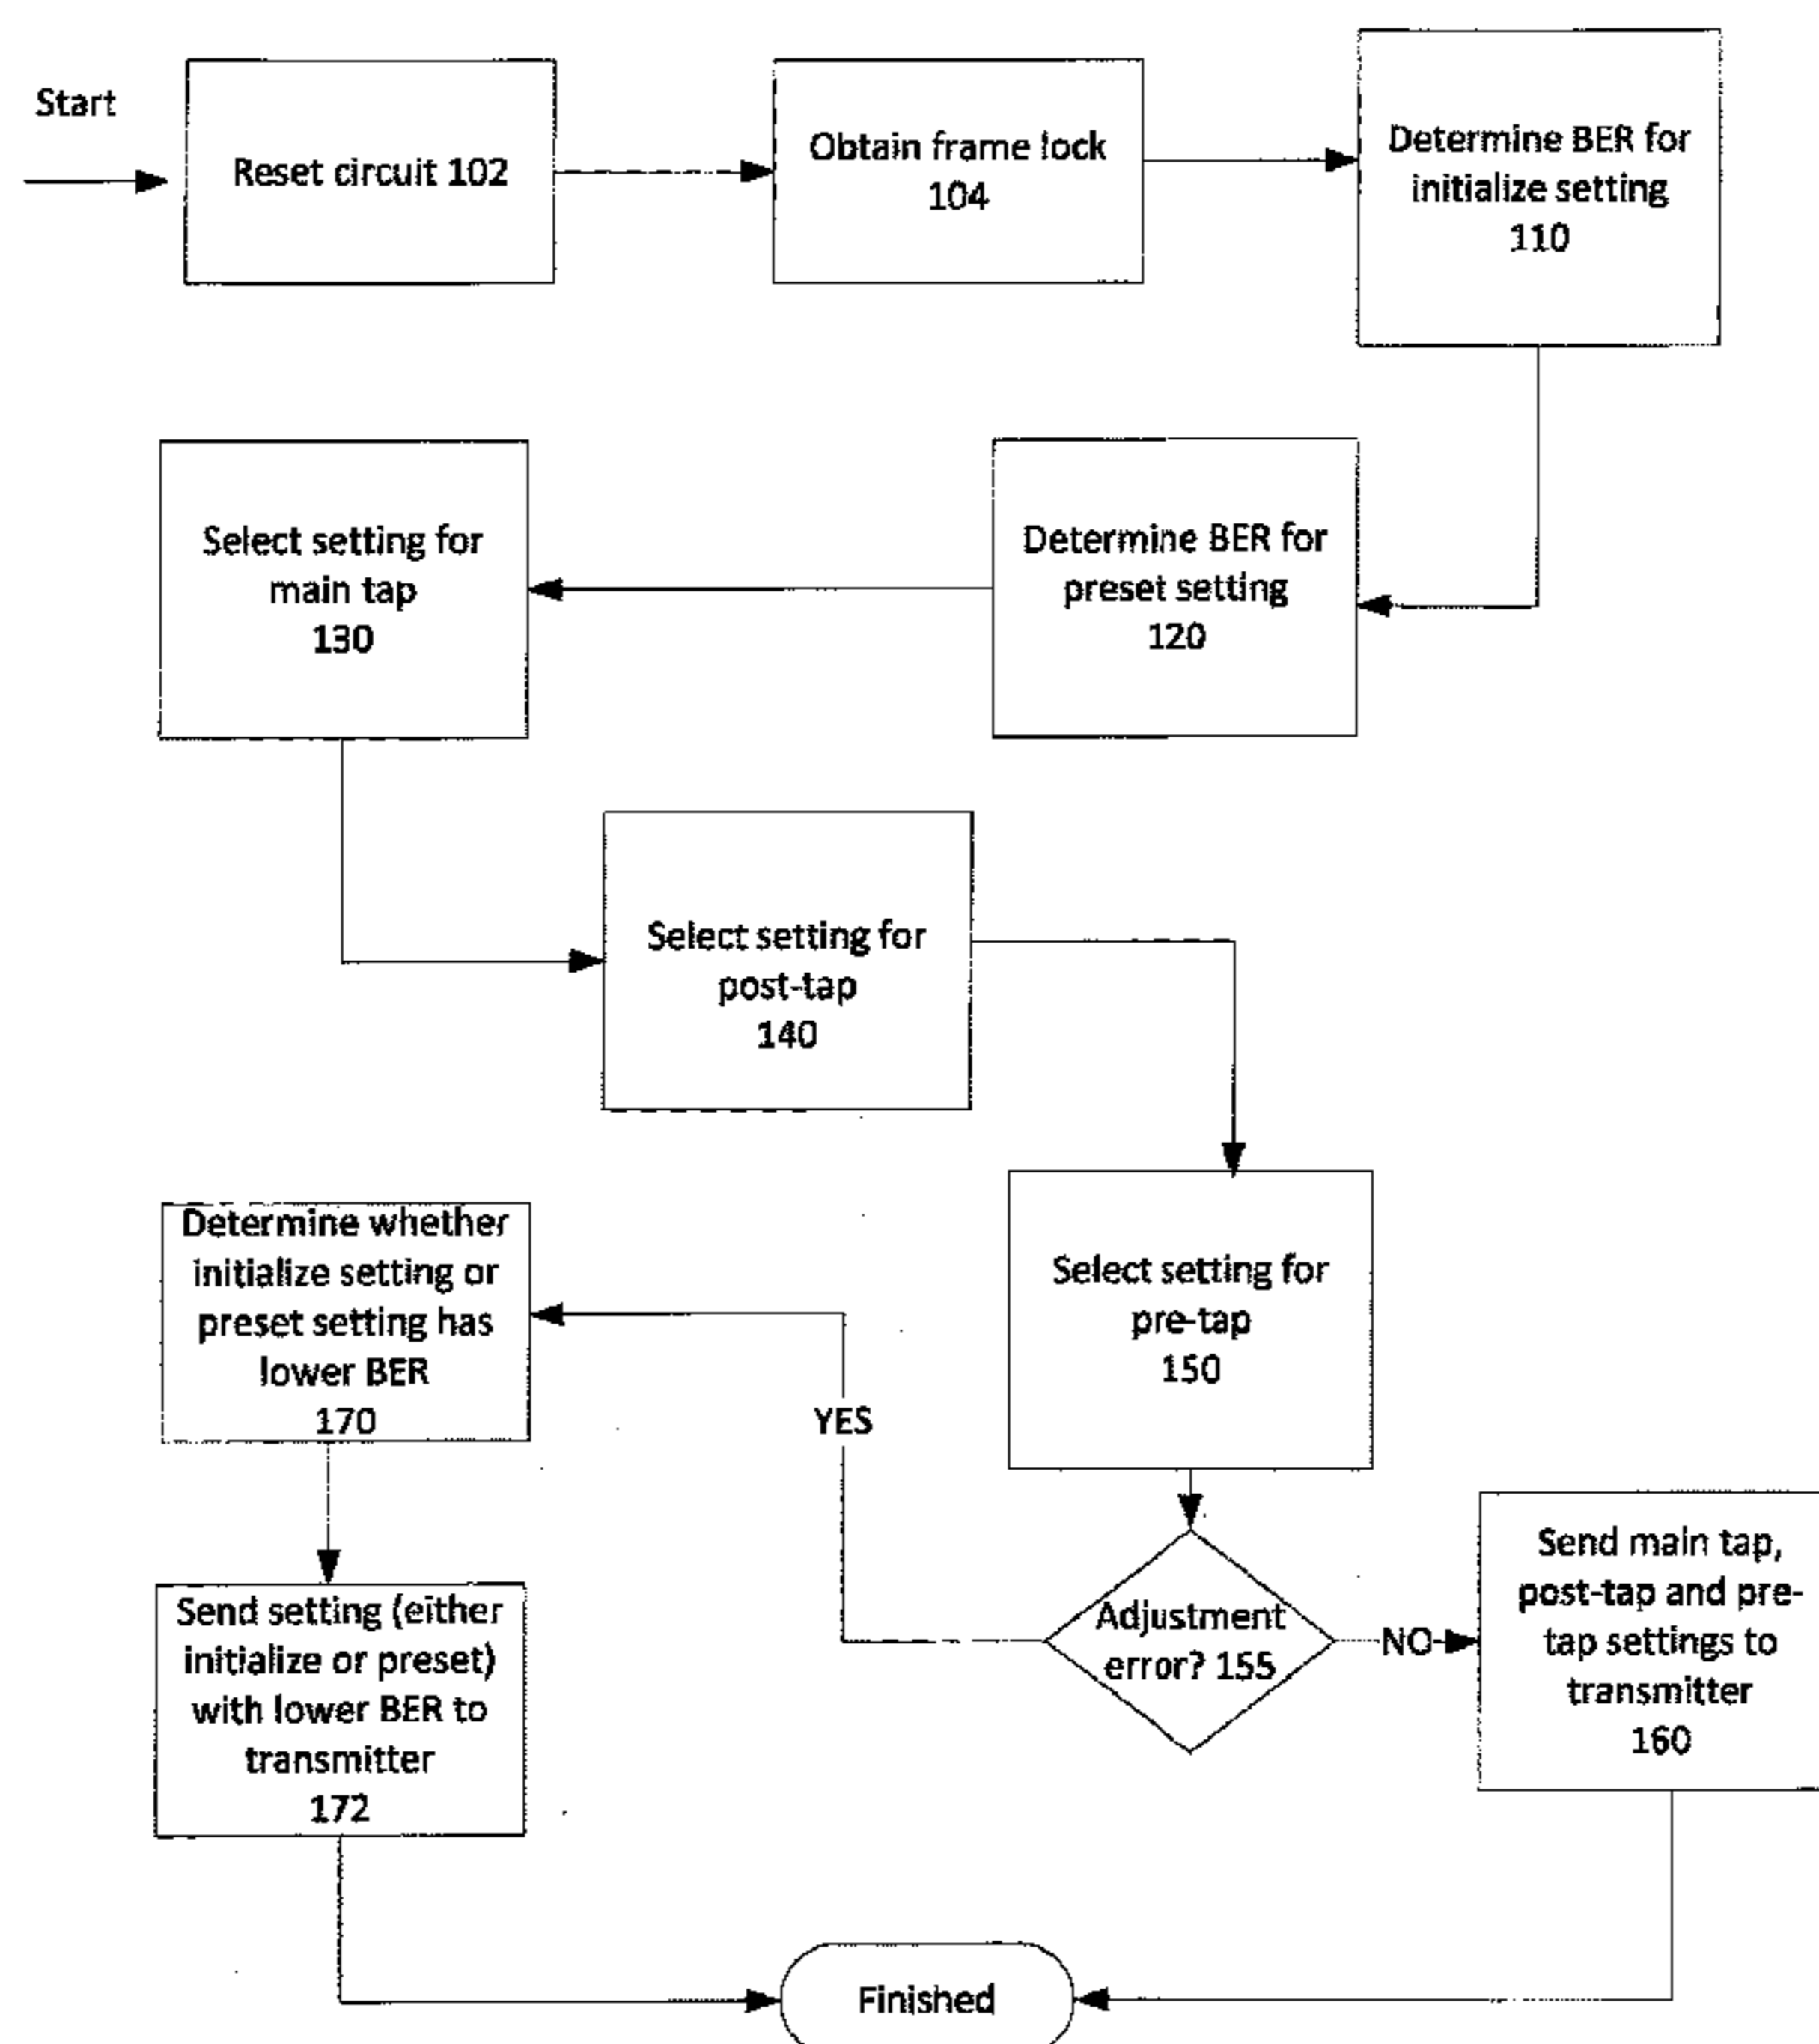 Start
Reset circuit 102
Obtain frame lock
104
Determine BER for
initialize setting
110
Select setting for
main tap
130
Determine BER for
preset setting
120
Select setting for
post-tap
140
Determine whether
initialize setting or
preset setting has
lower BER
170
Select setting for
pre-tap
150
YES
Send setting (either
initialize or preset)
with lower BER to
transmitter
172
Adjustment
error? 155
NO
Send main tap,
post-tap and pre-
tap settings to
transmitter
160
Finished